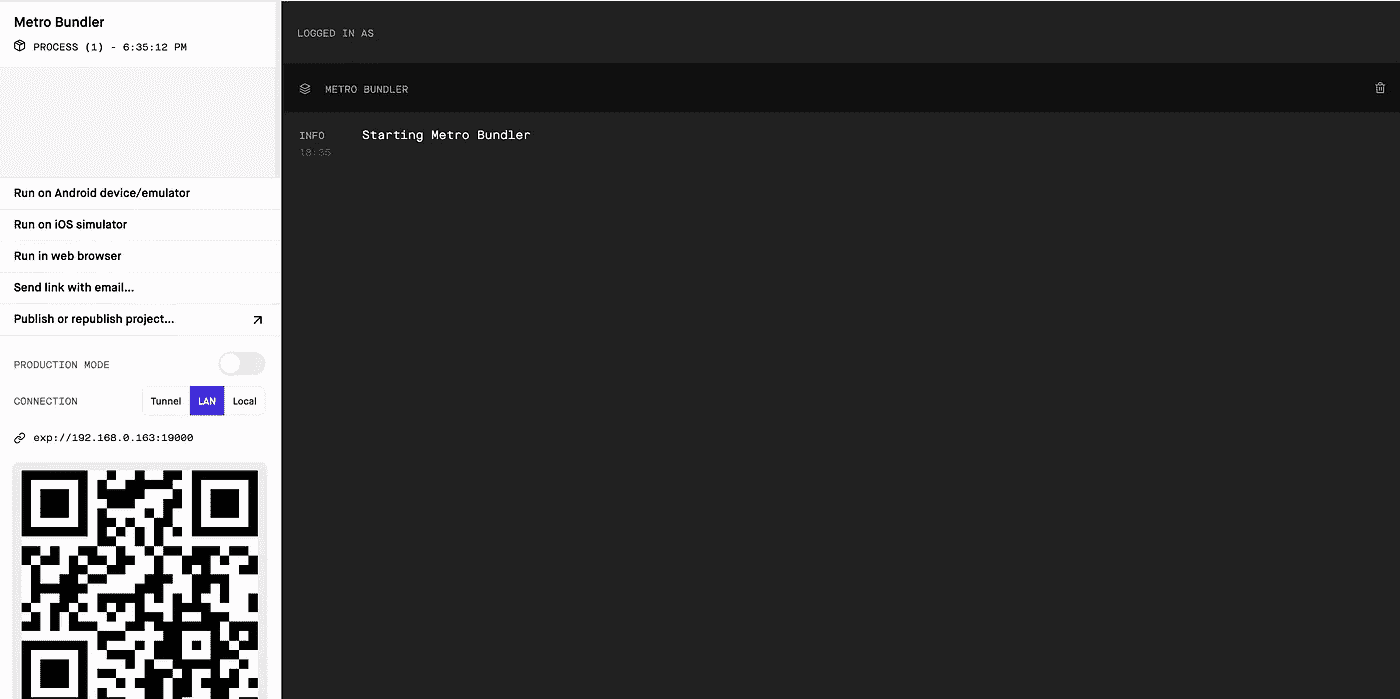 Metro Bundler
PROCESS (1) - 6:35:12 PM
Run on Android device/emulator
Run on iOS simulator
Run in web browser
Send link with email...
Publish or republish project...
PRODUCTION MODE
CONNECTION Tunnel LAN Local
exp://192.168.0.163:19000
LOGGED IN AS
METRO BUNDLER
INFO Starting Metro Bundler
18:35